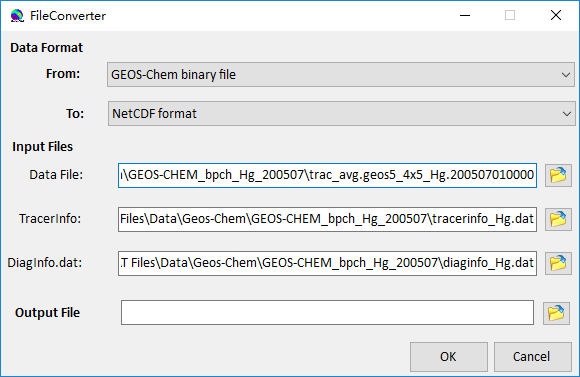 FileConverter
Data Format
From: GEOS-Chem binary file
To: NetCDF format
Input Files
Data File: \GEOS-CHEM_bpch_Hg_200507\trac_avg.geos5_4x5_Hg.200507010000
TracerInfo: Files\Data\Geos-Chem\GEOS-CHEM_bpch_Hg_200507\tracerinfo_Hg.dat
DiagInfo.dat: .T Files\Data\Geos-Chem\GEOS-CHEM_bpch_Hg_200507\diaginfo_Hg.dat
Output File
OK Cancel